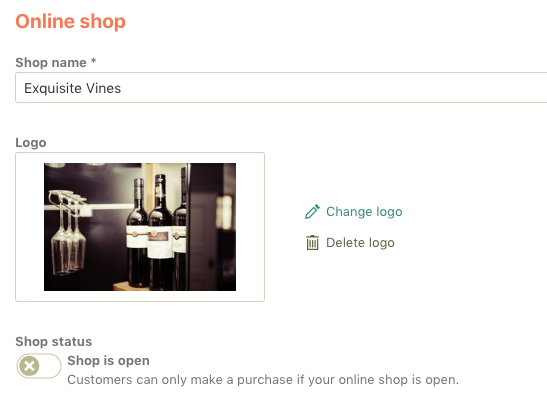 Online shop
Shop name *
Exquisite Vines
Logo
Change logo
Delete logo
Shop status
Shop is open
Customers can only make a purchase if your online shop is open.